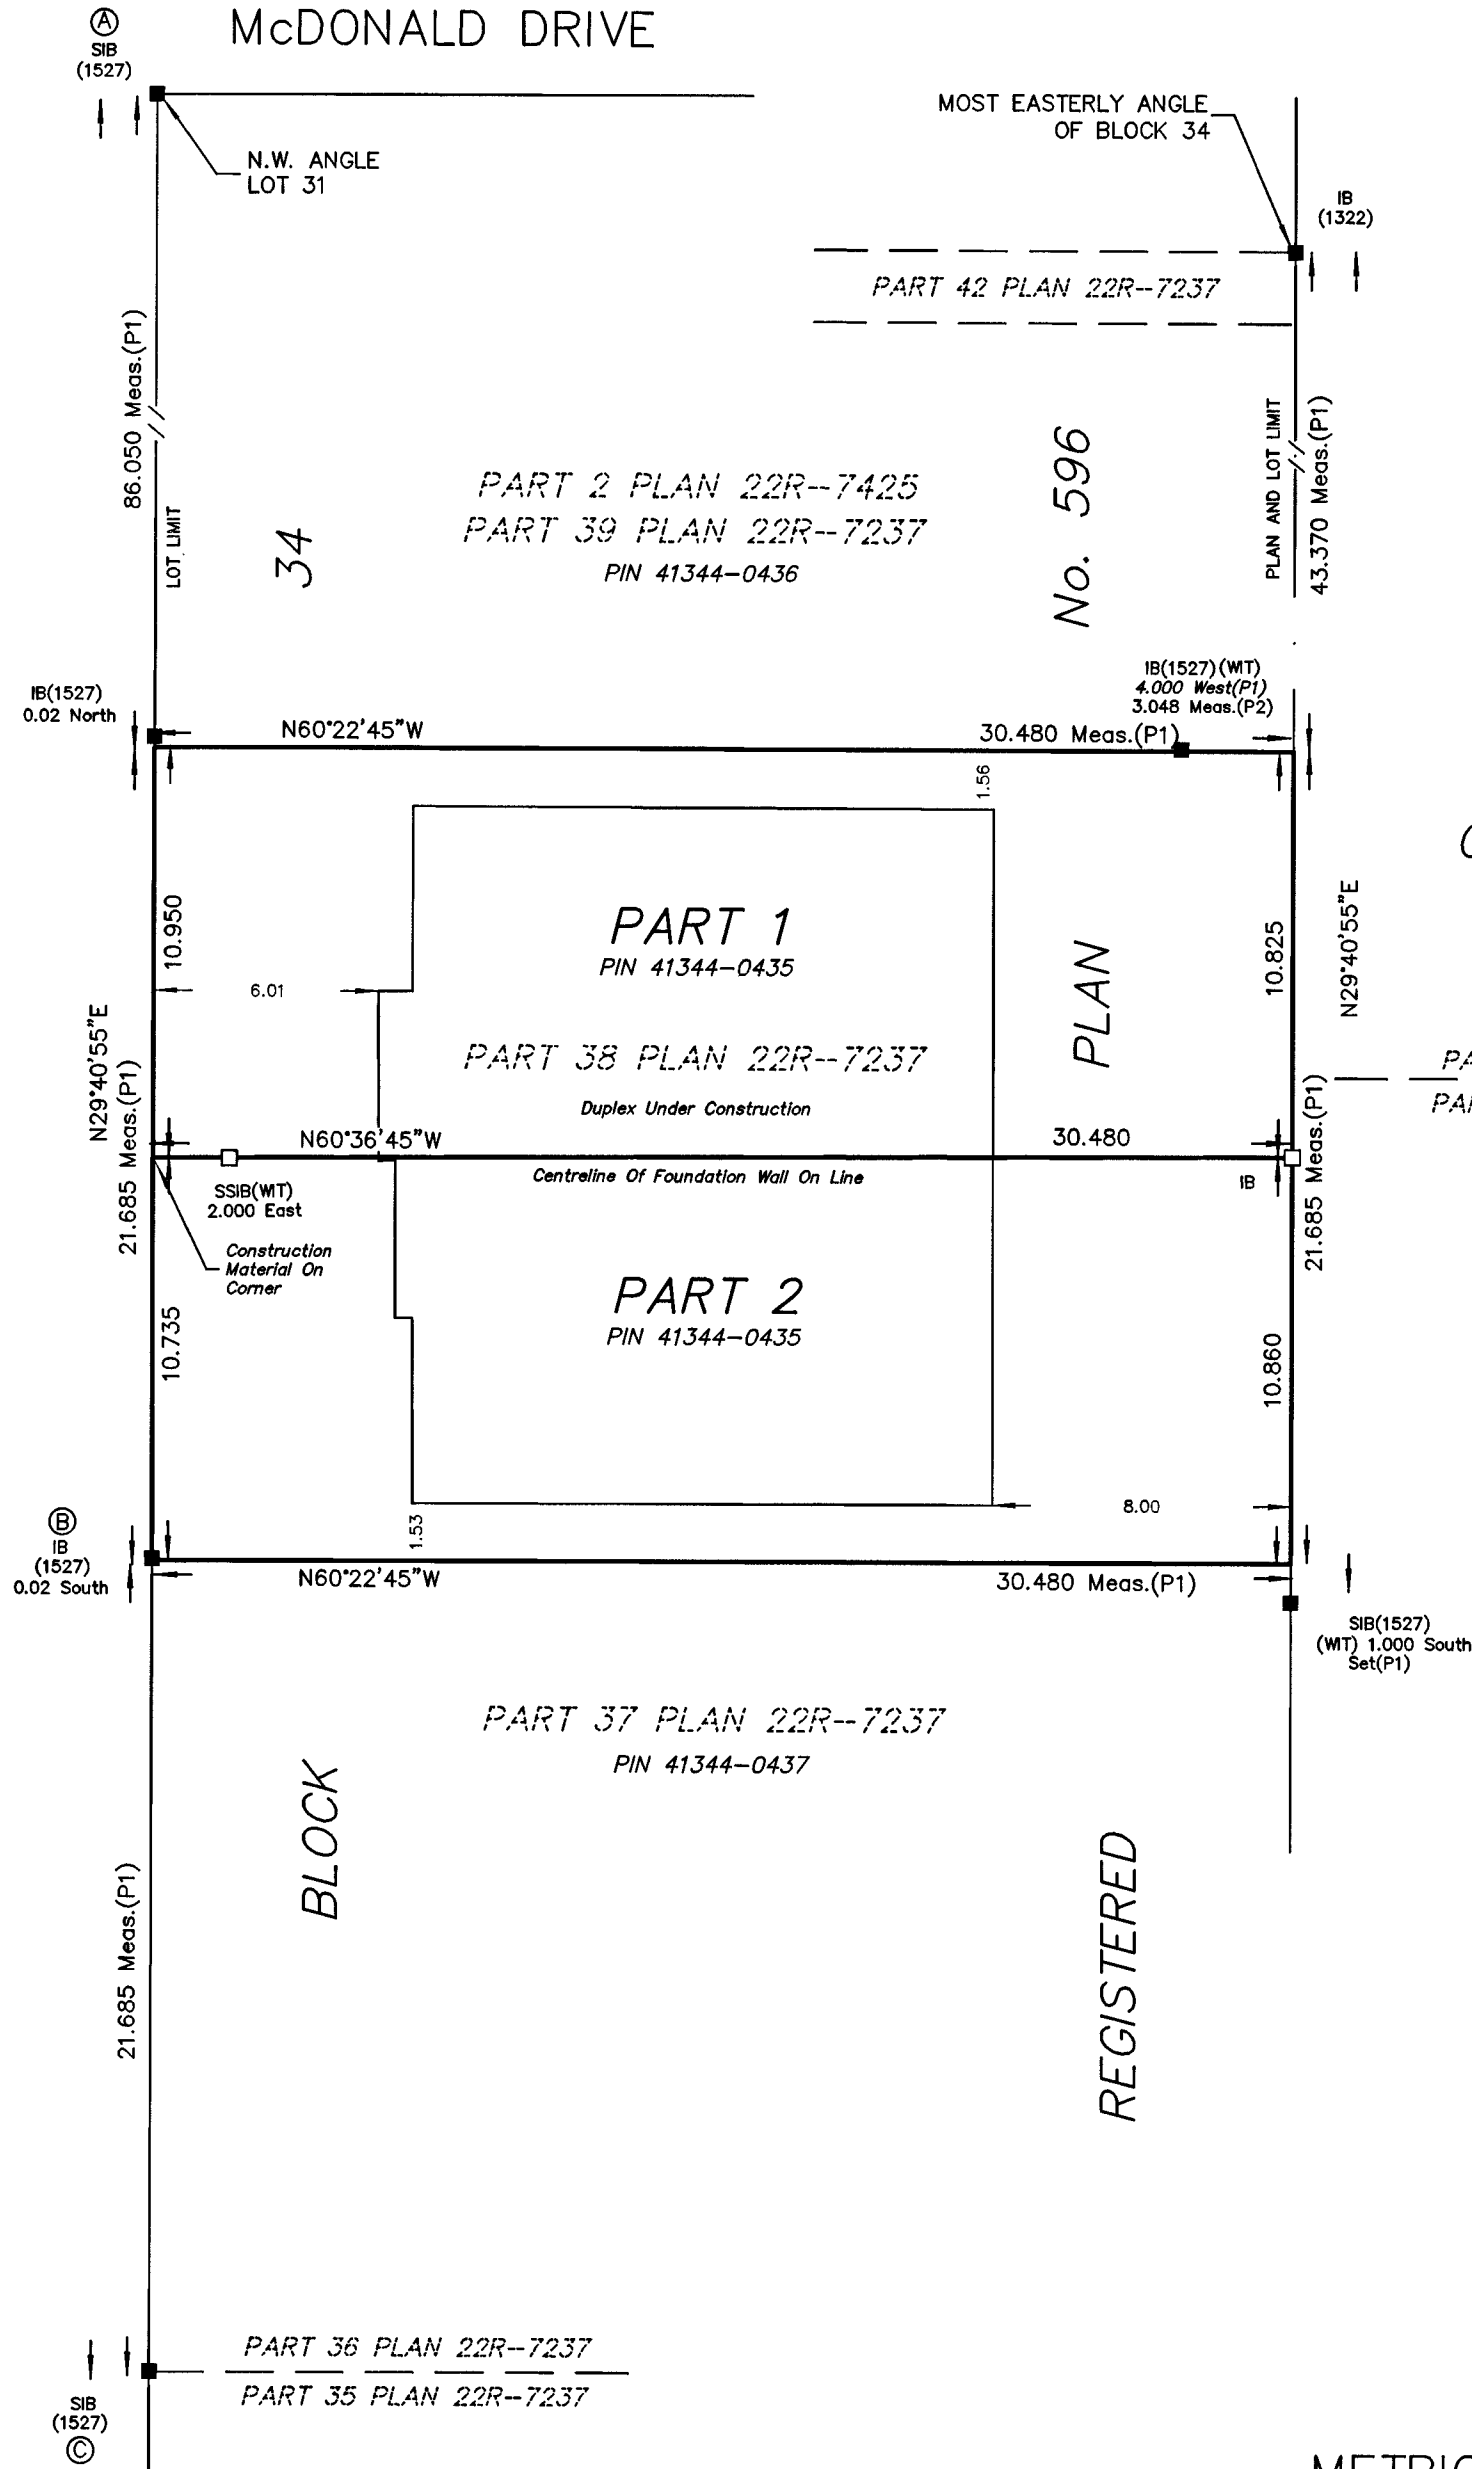 McDONALD DRIVE
A
SIB
(1527)
N.W. ANGLE
LOT 31
MOST EASTERLY ANGLE
OF BLOCK 34
IB
(1322)
PART 42 PLAN 22R-7237
86.050 Meas.(P1)
LOT LIMIT
34
PART 2 PLAN 22R-7425
PART 39 PLAN 22R-7237
PIN 41344-0436
No. 596
PLAN AND LOT LIMIT
43.370 Meas.(P1)
IB(1527)
0.02 North
N60°22'45"W
IB(1527)(WIT)
4.000 West(P1)
3.048 Meas.(P2)
30.480 Meas.(P1)
1.56
10.950
PART 1
PIN 41344-0435
10.825
N29°40'55"E
6.01
PLAN
N29°40'55"E
21.685 Meas.(P1)
PART 38 PLAN 22R-7237
Duplex Under Construction
N60°36'45"W
30.480
Centreline Of Foundation Wall On Line
IB
21.685 Meas.(P1)
SSIB(WIT)
2.000 East
Construction
Material On
Corner
PART 2
PIN 41344-0435
10.735
10.860
8.00
1.53
B
IB
(1527)
0.02 South
N60°22'45"W
30.480 Meas.(P1)
SIB(1527)
(WIT) 1.000 South
Set(P1)
PART 37 PLAN 22R-7237
PIN 41344-0437
BLOCK
REGISTERED
21.685 Meas.(P1)
PART 36 PLAN 22R-7237
PART 35 PLAN 22R-7237
SIB
(1527)
C